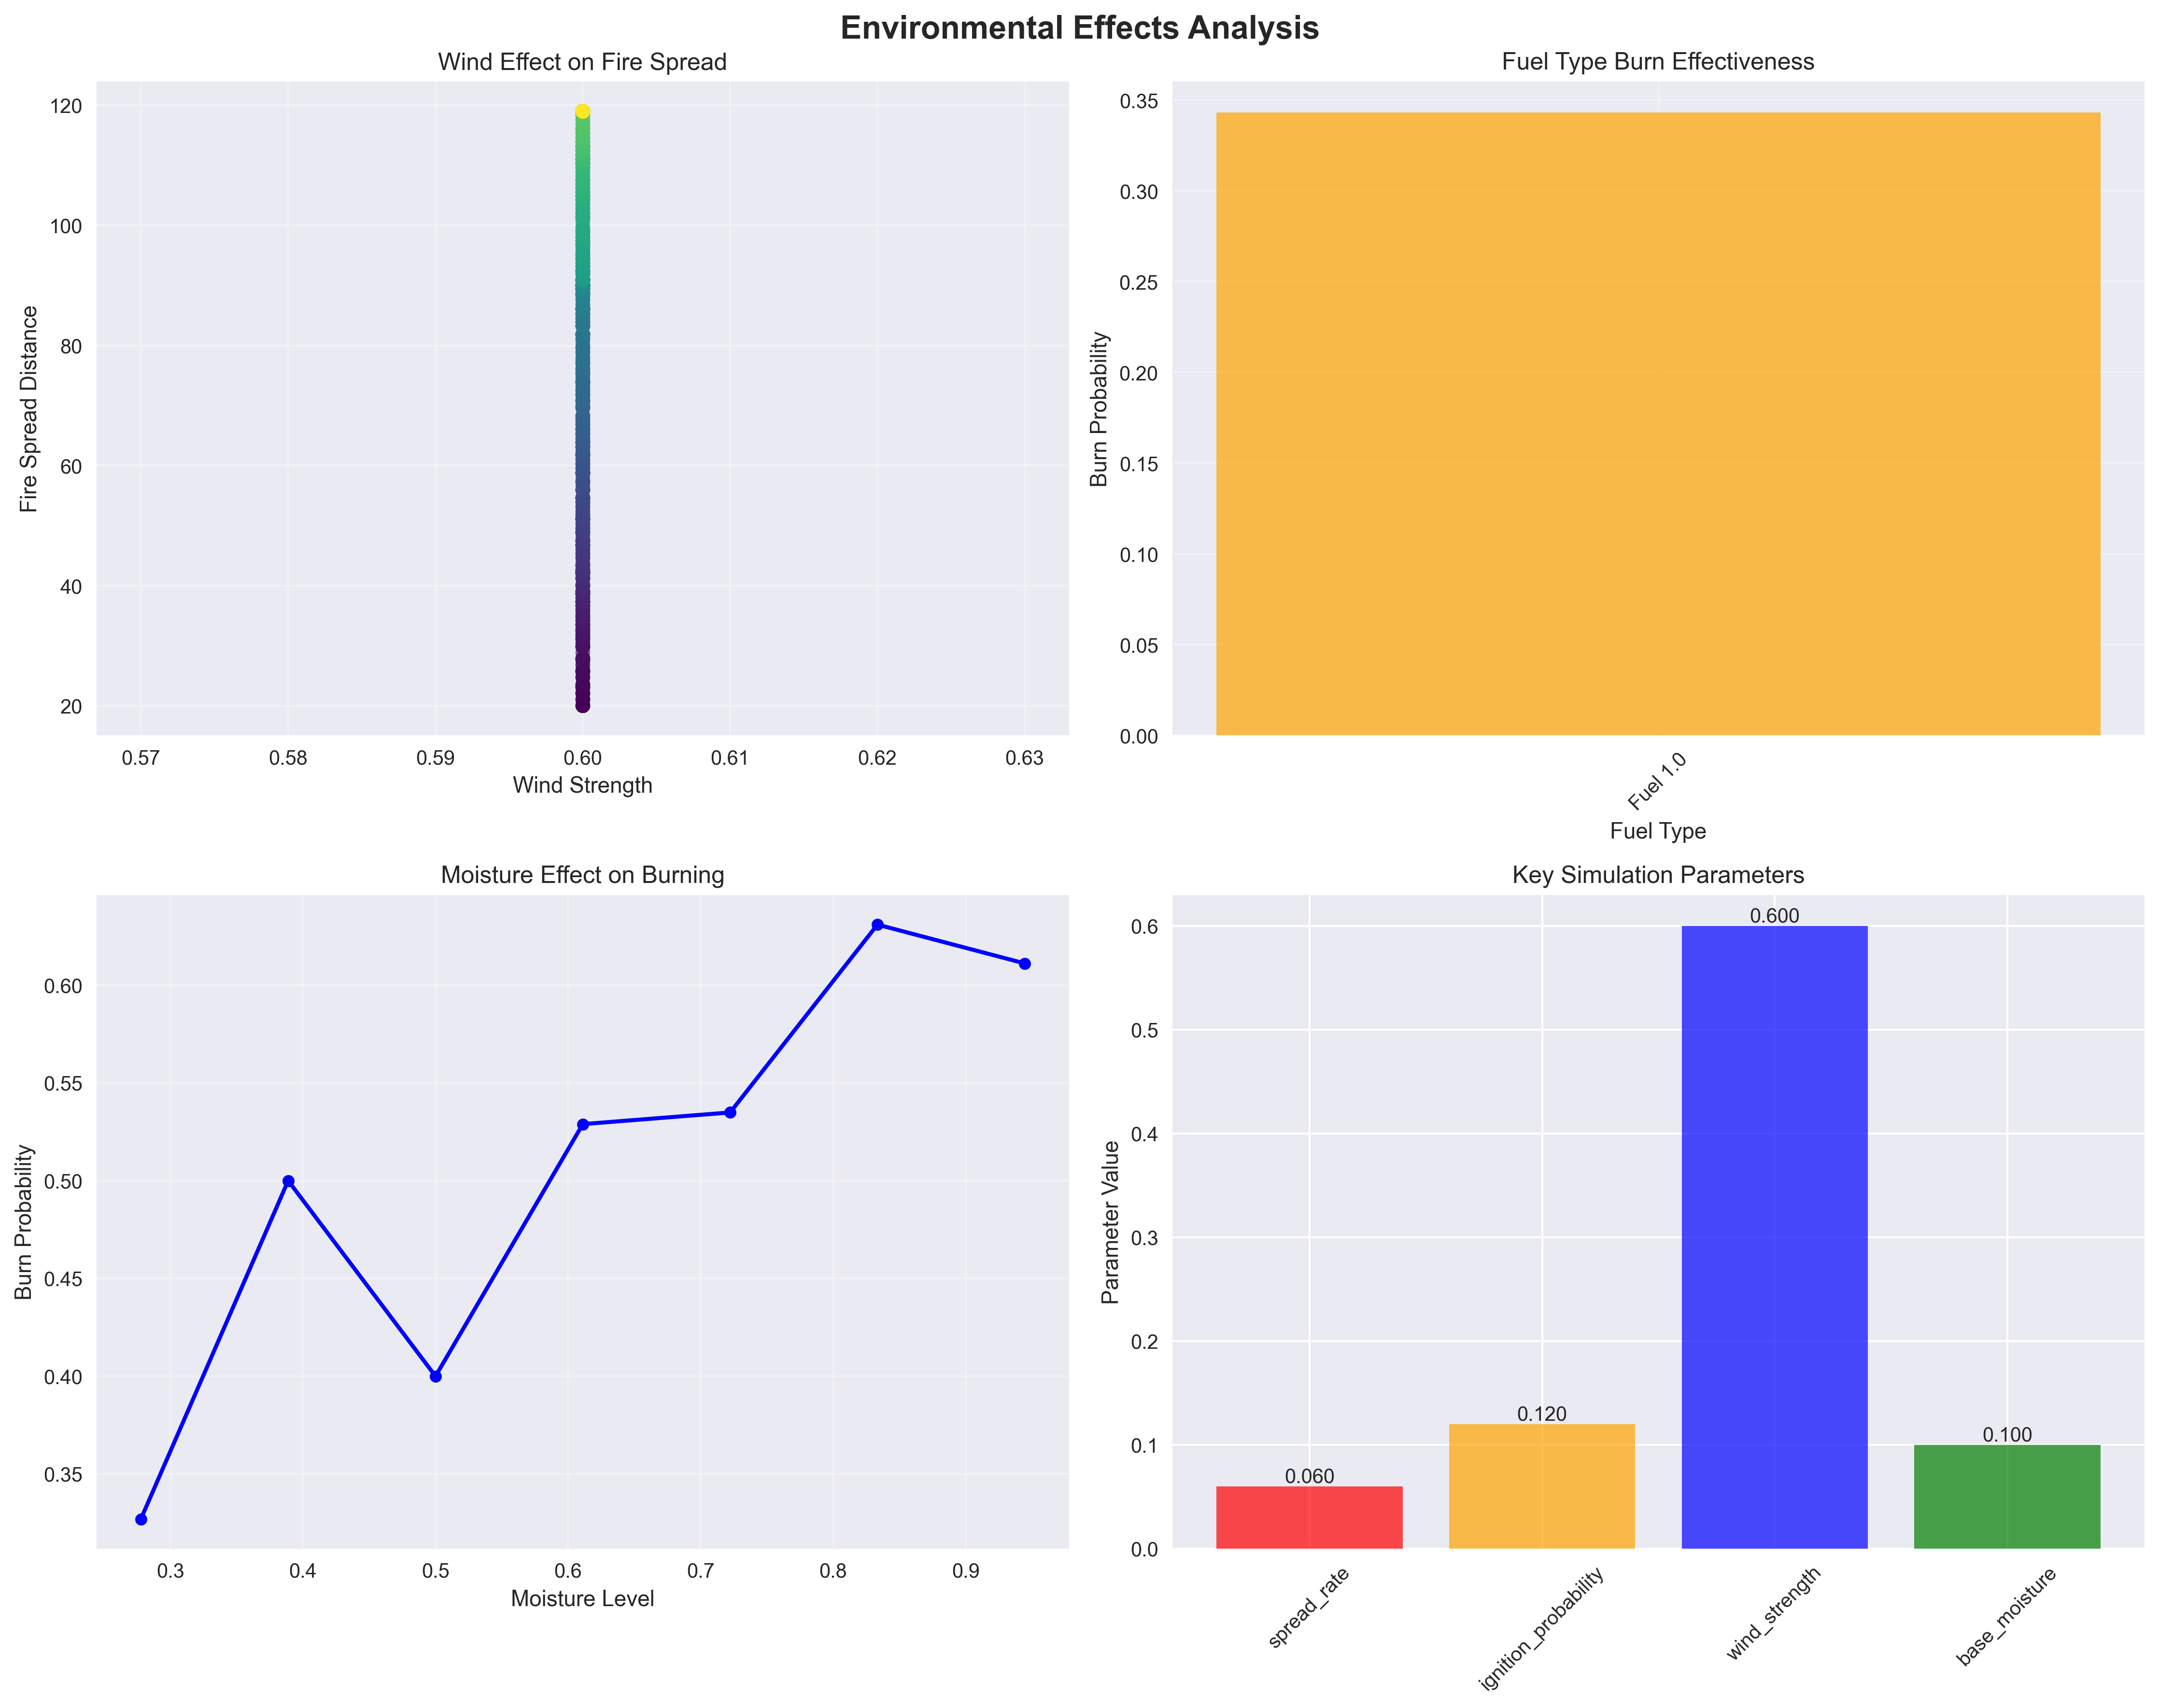 Environmental Effects Analysis
Wind Effect on Fire Spread
Fire Spread Distance
120
100
80
60
40
20
0.57 0.58 0.59 0.60 0.61 0.62 0.63
Wind Strength
Fuel Type Burn Effectiveness
Burn Probability
0.35
0.30
0.25
0.20
0.15
0.10
0.05
0.00
Fuel 1.0
Fuel Type
Moisture Effect on Burning
Burn Probability
0.60
0.55
0.50
0.45
0.40
0.35
0.3 0.4 0.5 0.6 0.7 0.8 0.9
Moisture Level
Key Simulation Parameters
Parameter Value
0.6
0.5
0.4
0.3
0.2
0.1
0.0
0.060
0.120
0.600
0.100
spread_rate
ignition_probability
wind_strength
base_moisture